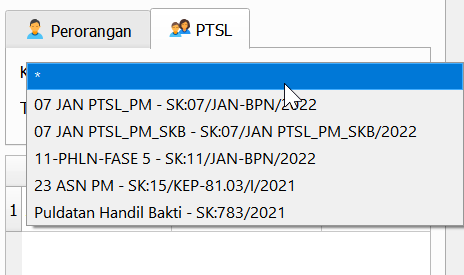 Perorangan
PTSL
K
*
07 JAN PTSL_PM - SK:07/JAN-BPN/2022
07 JAN PTSL_PM_SKB - SK:07/JAN PTSL_PM_SKB/2022
11-PHLN-FASE 5 - SK:11/JAN-BPN/2022
23 ASN PM - SK:15/KEP-81.03/I/2021
Puldatan Handil Bakti - SK:783/2021
1